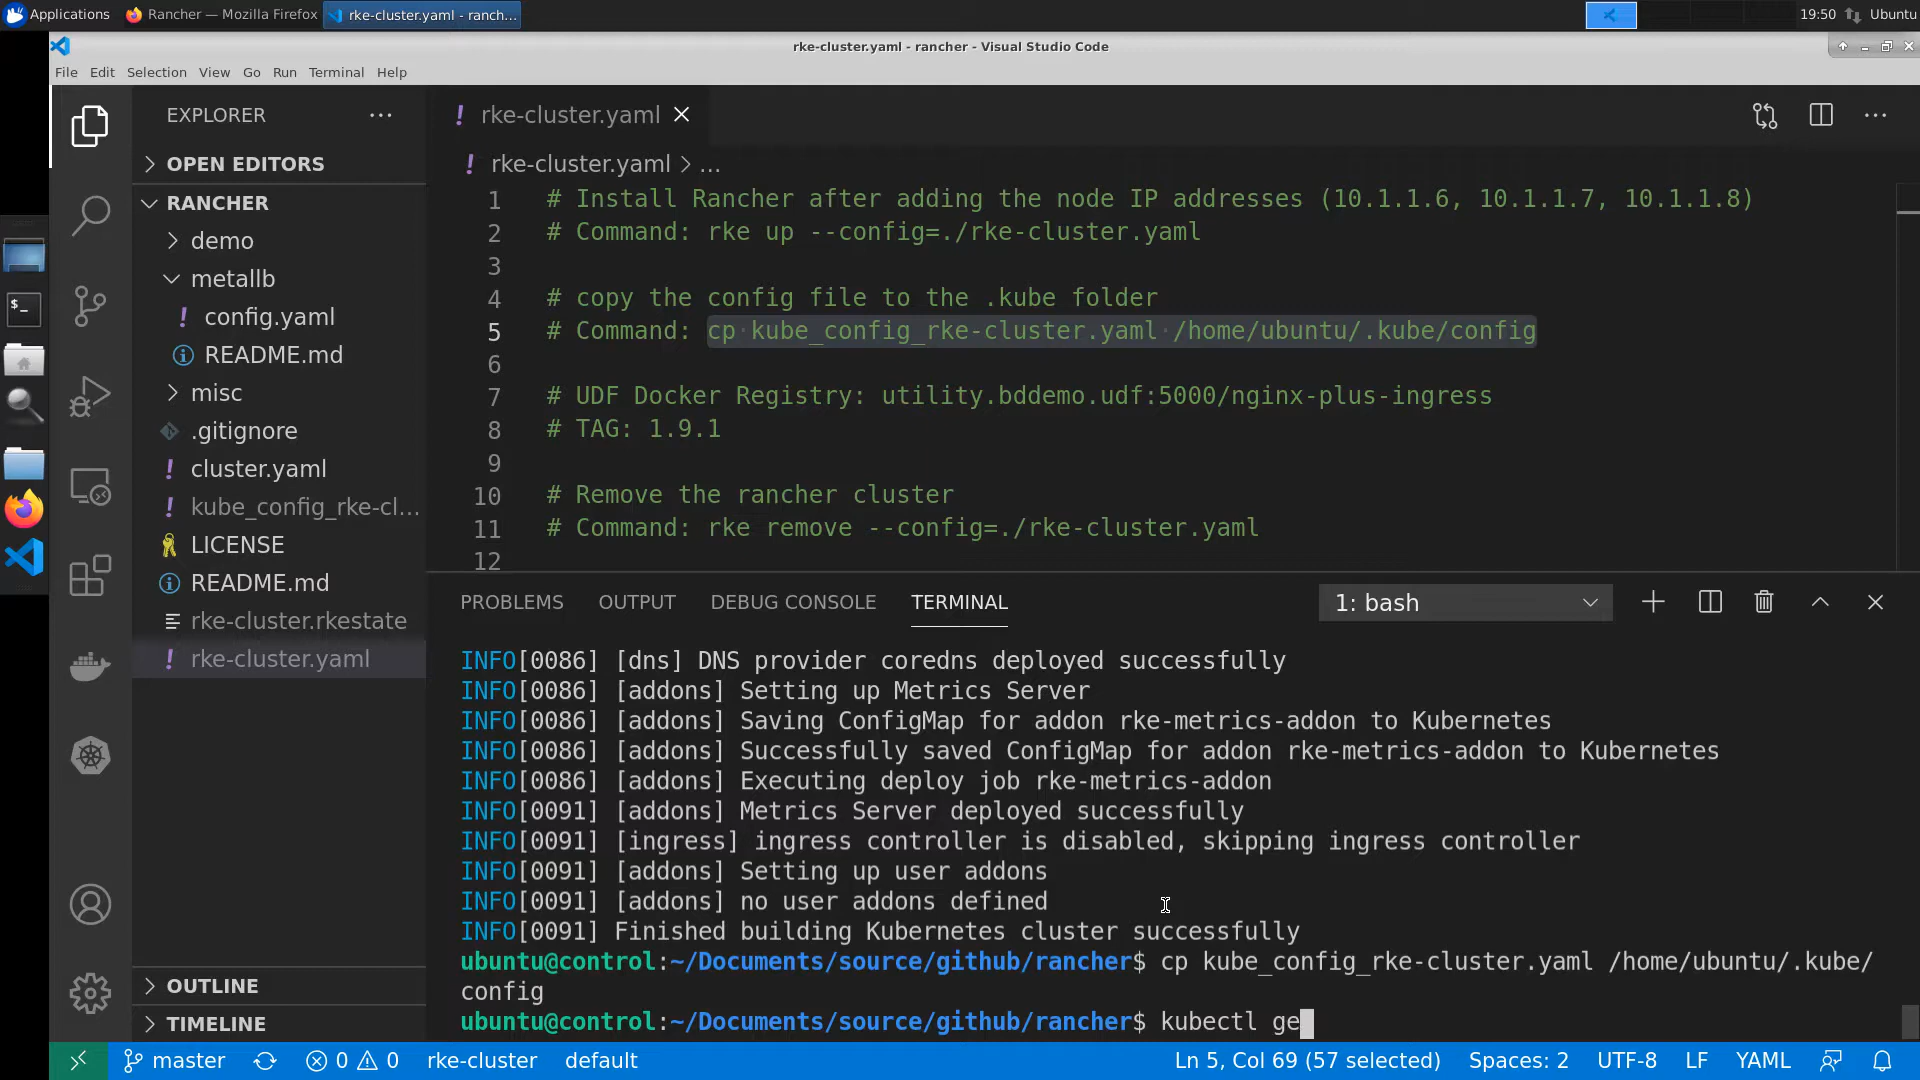 Applications
Rancher — Mozilla Firefox
rke-cluster.yaml - ranch...
19:50
Ubuntu
rke-cluster.yaml - rancher - Visual Studio Code
File Edit Selection View Go Run Terminal Help
EXPLORER
OPEN EDITORS
RANCHER
demo
metallb
config.yaml
README.md
misc
.gitignore
cluster.yaml
kube_config_rke-cl...
LICENSE
README.md
rke-cluster.rkestate
rke-cluster.yaml
OUTLINE
TIMELINE
rke-cluster.yaml
rke-cluster.yaml > ...
1 # Install Rancher after adding the node IP addresses (10.1.1.6, 10.1.1.7, 10.1.1.8)
2 # Command: rke up --config=./rke-cluster.yaml
3
4 # copy the config file to the .kube folder
5 # Command: cp kube_config_rke-cluster.yaml /home/ubuntu/.kube/config
6
7 # UDF Docker Registry: utility.bddemo.udf:5000/nginx-plus-ingress
8 # TAG: 1.9.1
9
10 # Remove the rancher cluster
11 # Command: rke remove --config=./rke-cluster.yaml
12
PROBLEMS OUTPUT DEBUG CONSOLE TERMINAL
1: bash
INFO[0086] [dns] DNS provider coredns deployed successfully
INFO[0086] [addons] Setting up Metrics Server
INFO[0086] [addons] Saving ConfigMap for addon rke-metrics-addon to Kubernetes
INFO[0086] [addons] Successfully saved ConfigMap for addon rke-metrics-addon to Kubernetes
INFO[0086] [addons] Executing deploy job rke-metrics-addon
INFO[0091] [addons] Metrics Server deployed successfully
INFO[0091] [ingress] ingress controller is disabled, skipping ingress controller
INFO[0091] [addons] Setting up user addons
INFO[0091] [addons] no user addons defined
INFO[0091] Finished building Kubernetes cluster successfully
ubuntu@control:~/Documents/source/github/rancher$ cp kube_config_rke-cluster.yaml /home/ubuntu/.kube/
config
ubuntu@control:~/Documents/source/github/rancher$ kubectl ge
master
0 0
rke-cluster
default
Ln 5, Col 69 (57 selected)
Spaces: 2
UTF-8
LF
YAML